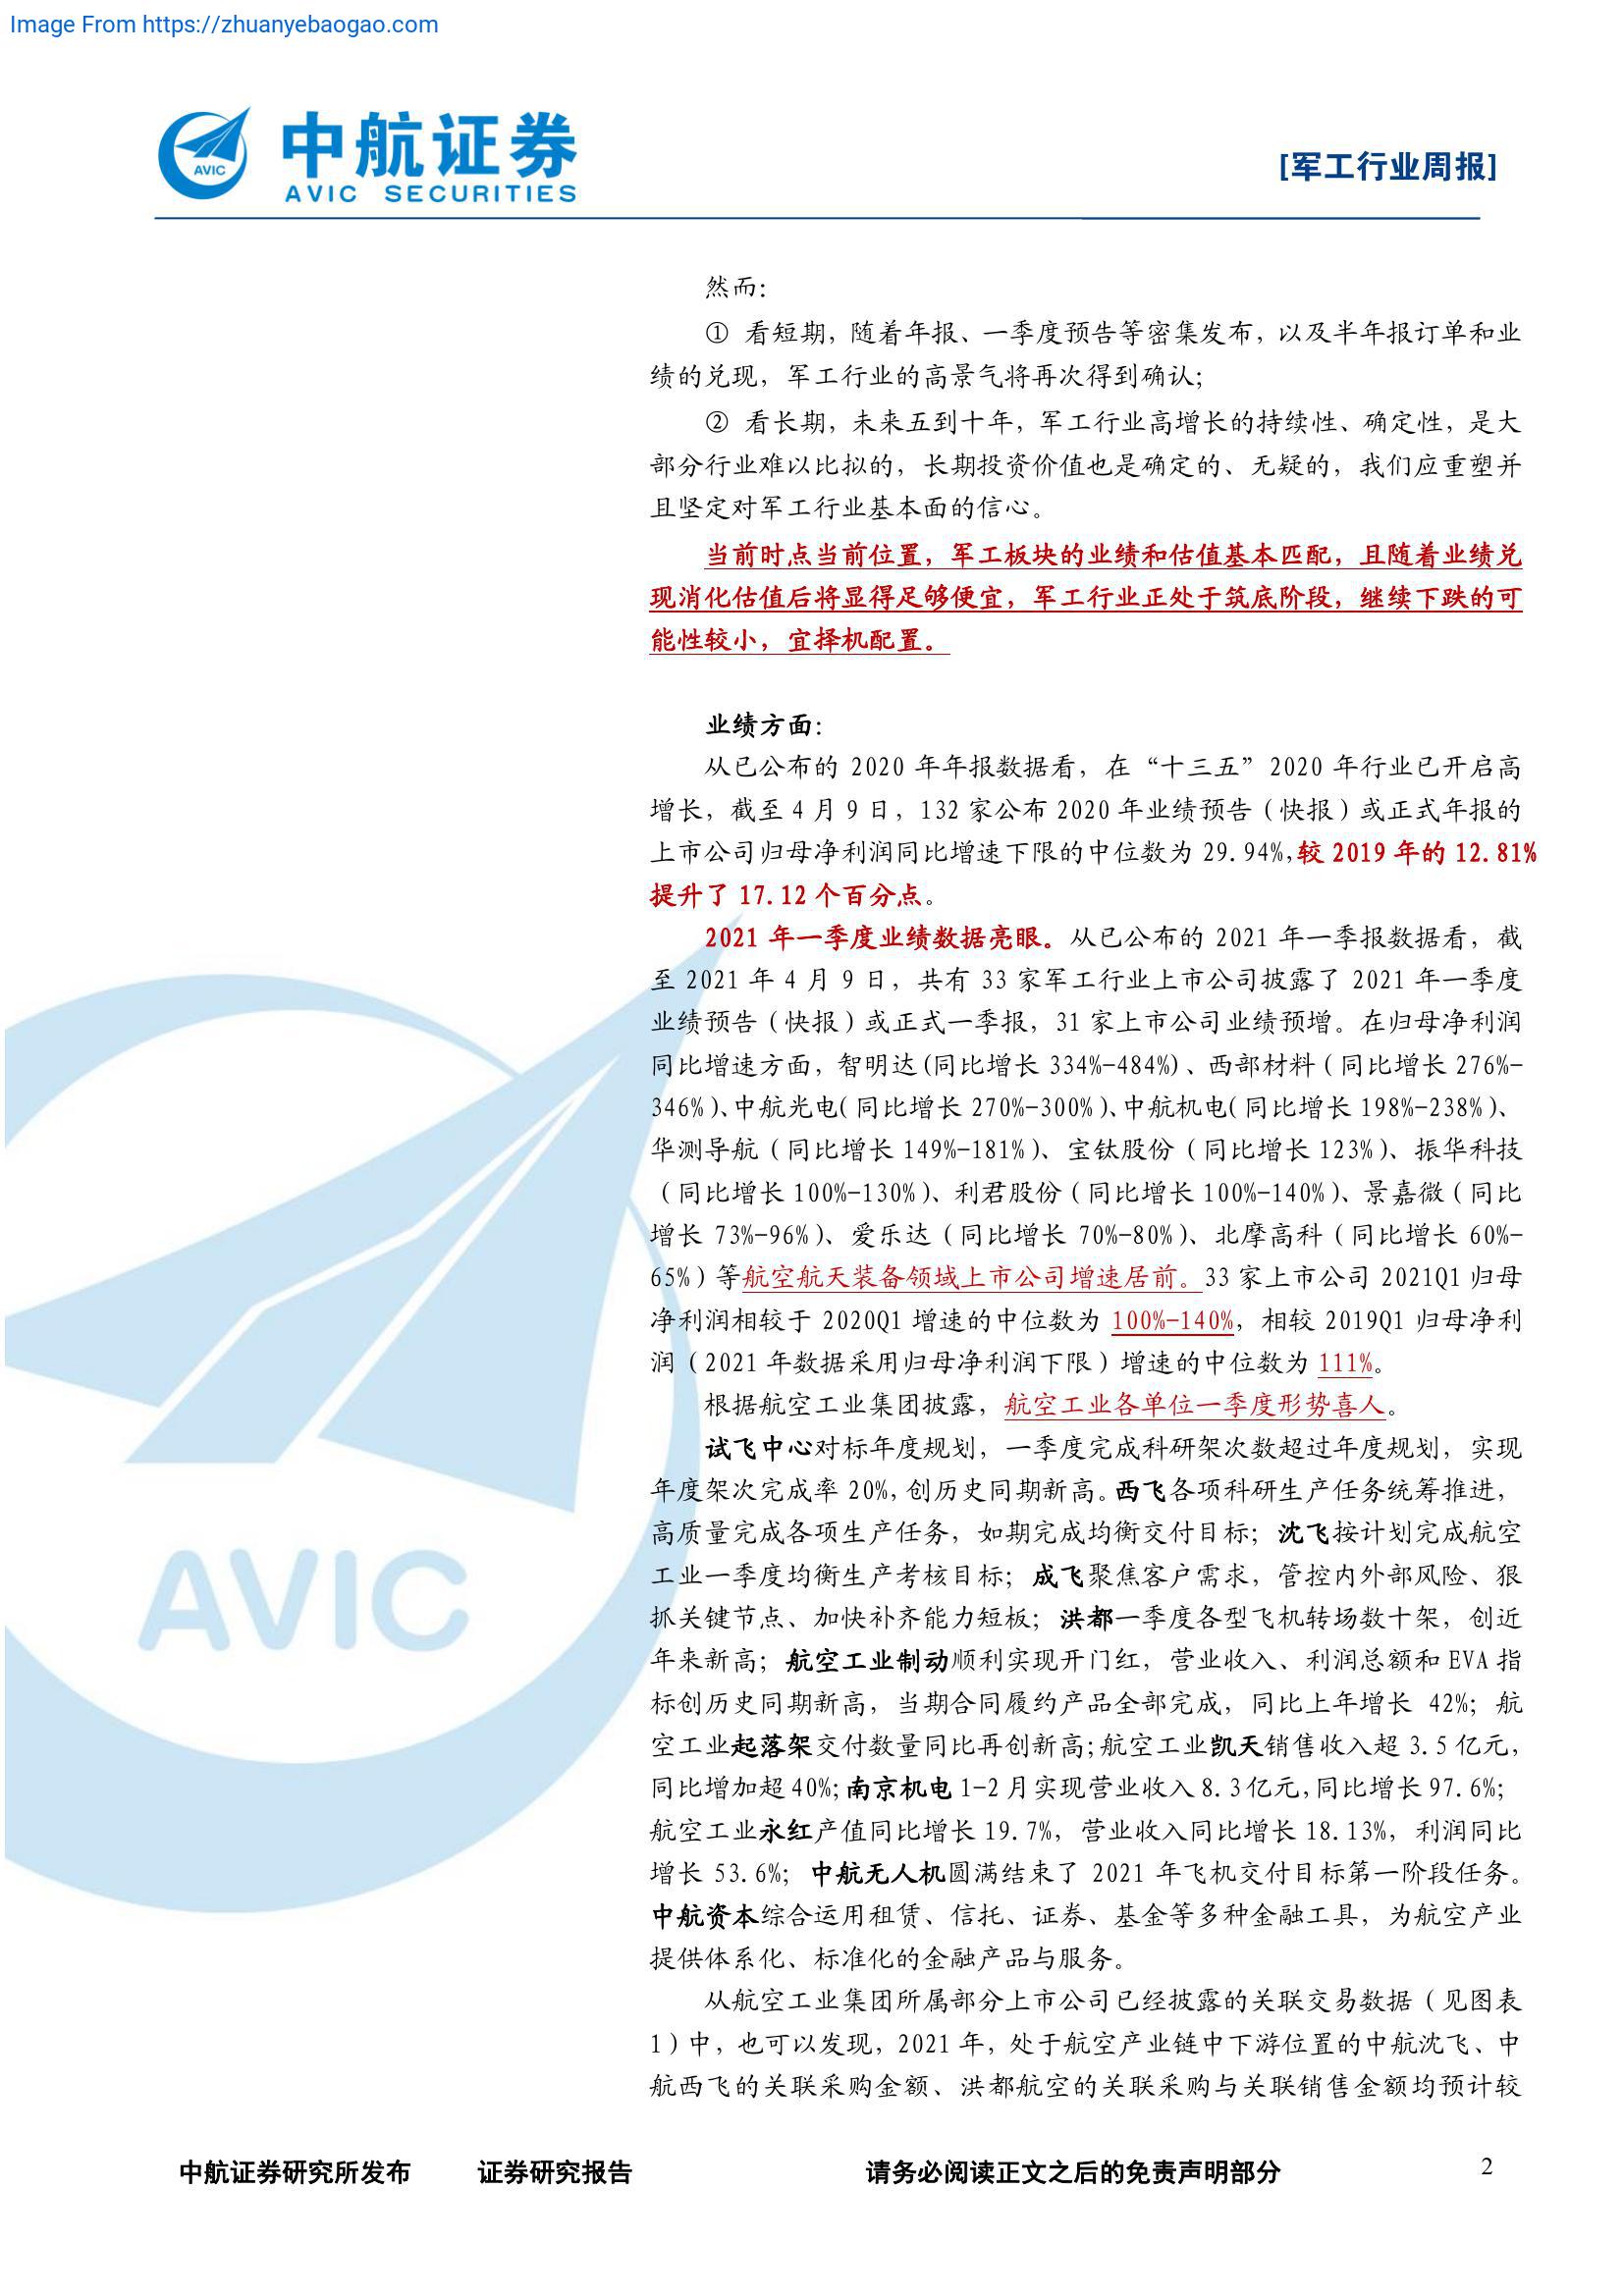 Image From https://zhuanyebaogao.com
中航证券
AVIC SECURITIES
AVIC
[军工行业周报]
然而：
① 看短期，随着年报、一季度预告等密集发布，以及半年报订单和业
绩的兑现，军工行业的高景气将再次得到确认；
② 看长期，未来五到十年，军工行业高增长的持续性、确定性，是大
部分行业难以比拟的，长期投资价值也是确定的、无疑的，我们应重塑并
且坚定对军工行业基本面的信心。
当前时点当前位置，军工板块的业绩和估值基本匹配，且随着业绩兑
现消化估值后将显得足够便宜，军工行业正处于筑底阶段，继续下跌的可
能性较小，宜择机配置。
业绩方面：
从已公布的 2020 年年报数据看，在“十三五”2020 年行业已开启高
增长，截至 4 月 9 日，132 家公布 2020 年业绩预告（快报）或正式年报的
上市公司归母净利润同比增速下限的中位数为 29.94%，较 2019 年的 12.81%
提升了 17.12 个百分点。
2021 年一季度业绩数据亮眼。从已公布的 2021 年一季报数据看，截
至 2021 年 4 月 9 日，共有 33 家军工行业上市公司披露了 2021 年一季度
业绩预告（快报）或正式一季报，31 家上市公司业绩预增。在归母净利润
同比增速方面，智明达(同比增长 334%-484%)、西部材料（同比增长 276%-
346%）、中航光电（同比增长 270%-300%）、中航机电（同比增长 198%-238%）、
华测导航（同比增长 149%-181%）、宝钛股份（同比增长 123%）、振华科技
（同比增长 100%-130%）、利君股份（同比增长 100%-140%）、景嘉微（同比
增长 73%-96%）、爱乐达（同比增长 70%-80%）、北摩高科（同比增长 60%-
65%）等航空航天装备领域上市公司增速居前。33 家上市公司 2021Q1 归母
净利润相较于 2020Q1 增速的中位数为 100%-140%，相较 2019Q1 归母净利
润（2021 年数据采用归母净利润下限）增速的中位数为 111%。
根据航空工业集团披露，航空工业各单位一季度形势喜人。
试飞中心对标年度规划，一季度完成科研架次数超过年度规划，实现
年度架次完成率 20%，创历史同期新高。西飞各项科研生产任务统筹推进，
高质量完成各项生产任务，如期完成均衡交付目标；沈飞按计划完成航空
工业一季度均衡生产考核目标；成飞聚焦客户需求，管控内外部风险、狠
抓关键节点、加快补齐能力短板；洪都一季度各型飞机转场数十架，创近
年来新高；航空工业制动顺利实现开门红，营业收入、利润总额和 EVA 指
标创历史同期新高，当期合同履约产品全部完成，同比上年增长 42%；航
空工业起落架交付数量同比再创新高；航空工业凯天销售收入超 3.5 亿元，
同比增加超 40%；南京机电 1-2 月实现营业收入 8.3 亿元，同比增长 97.6%；
航空工业永红产值同比增长 19.7%，营业收入同比增长 18.13%，利润同比
增长 53.6%；中航无人机圆满结束了 2021 年飞机交付目标第一阶段任务。
中航资本综合运用租赁、信托、证券、基金等多种金融工具，为航空产业
提供体系化、标准化的金融产品与服务。
从航空工业集团所属部分上市公司已经披露的关联交易数据（见图表
1）中，也可以发现，2021 年，处于航空产业链中下游位置的中航沈飞、中
航西飞的关联采购金额、洪都航空的关联采购与关联销售金额均预计较
AVIC
中航证券研究所发布 证券研究报告 请务必阅读正文之后的免责声明部分 2